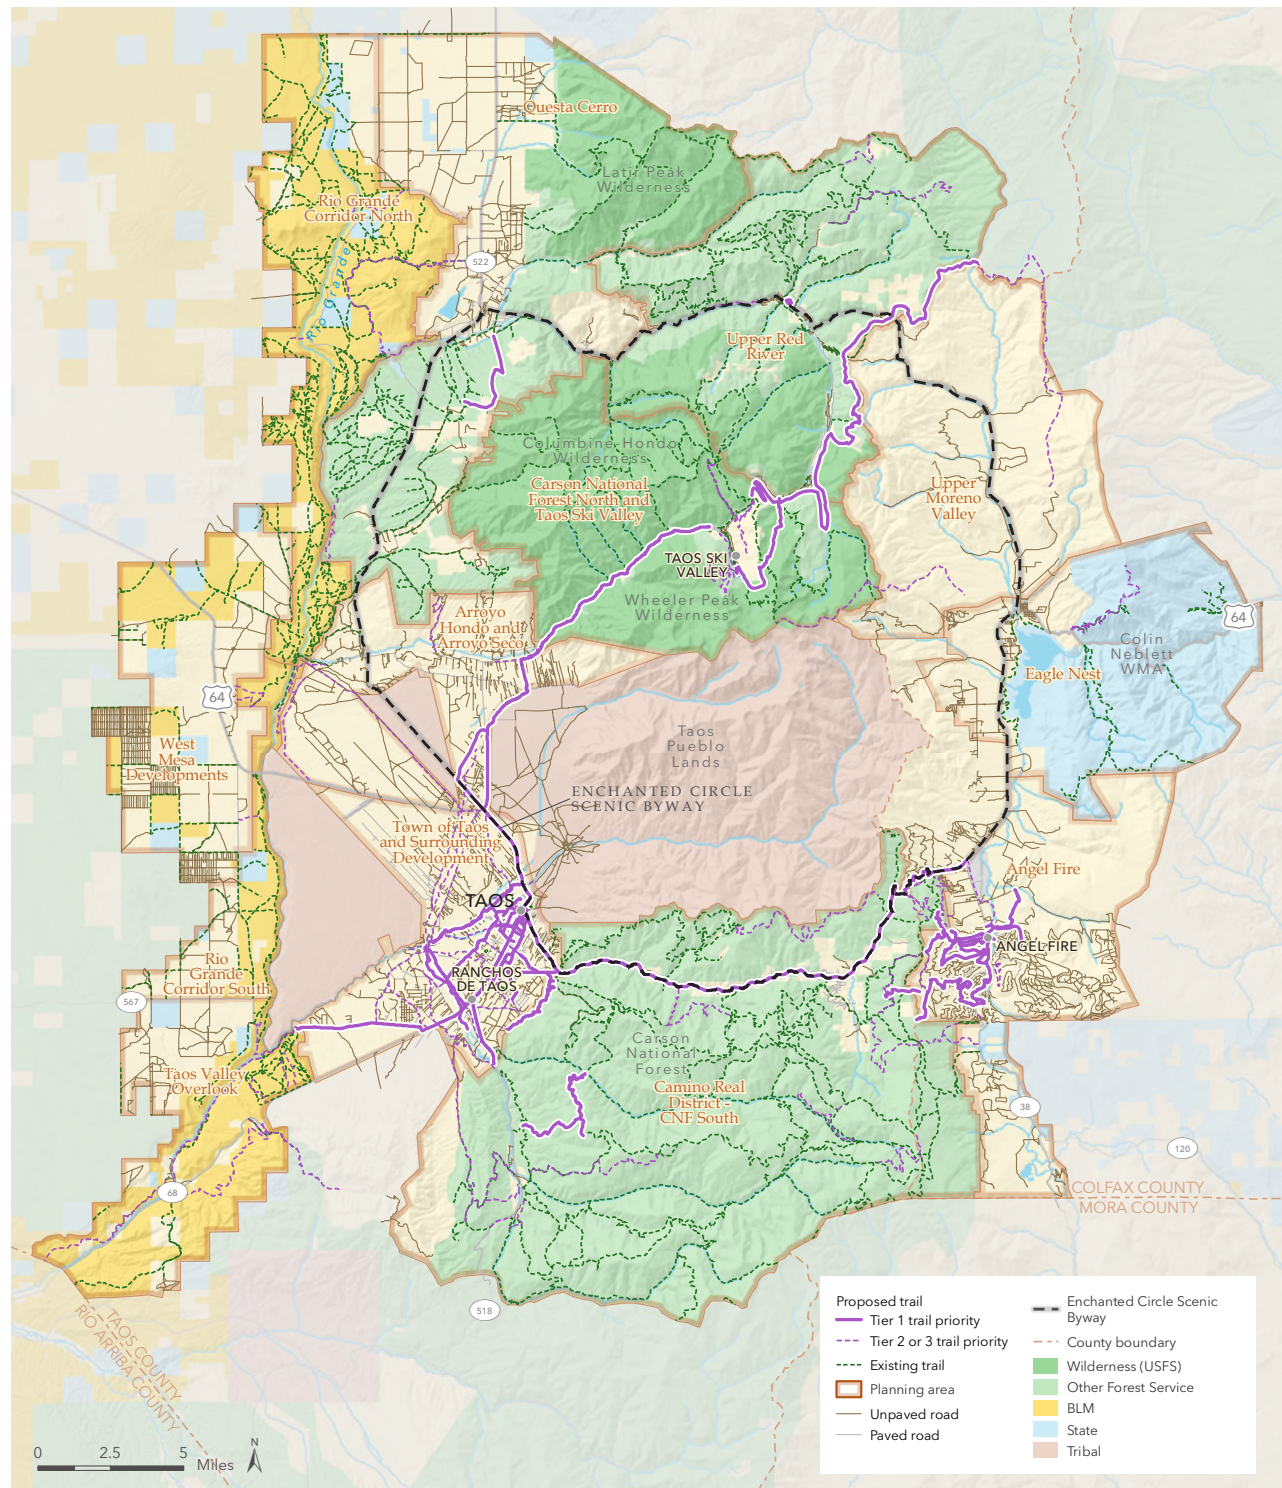 Questa Cerro
Latir Peak
Wilderness
Rio Grande
Corridor North
522
Rio Grande
Upper Red
River
Columbine-Hondo
Wilderness
Carson National
Forest North and
Taos Ski Valley
Upper
Moreno
Valley
TAOS SKI
VALLEY
Wheeler Peak
Wilderness
Arroyo
Hondo and
Arroyo Seco
64
Colin
Neblett
WMA
Eagle Nest
64
West
Mesa
Developments
Taos
Pueblo
Lands
ENCHANTED CIRCLE
SCENIC BYWAY
Town of Taos
and Surrounding
Development
Angel Fire
TAOS
ANGEL FIRE
Rio
Grande
Corridor South
RANCHOS
DE TAOS
567
Carson
National
Forest
Taos Valley
Overlook
Camino Real
District -
CNF South
38
120
68
COLFAX COUNTY
MORA COUNTY
518
TAOS COUNTY
RIO ARRIBA COUNTY
Proposed trail
Tier 1 trail priority
Tier 2 or 3 trail priority
Existing trail
Planning area
Unpaved road
Paved road
Enchanted Circle Scenic
Byway
County boundary
Wilderness (USFS)
Other Forest Service
BLM
State
Tribal
0 2.5 5
Miles
N